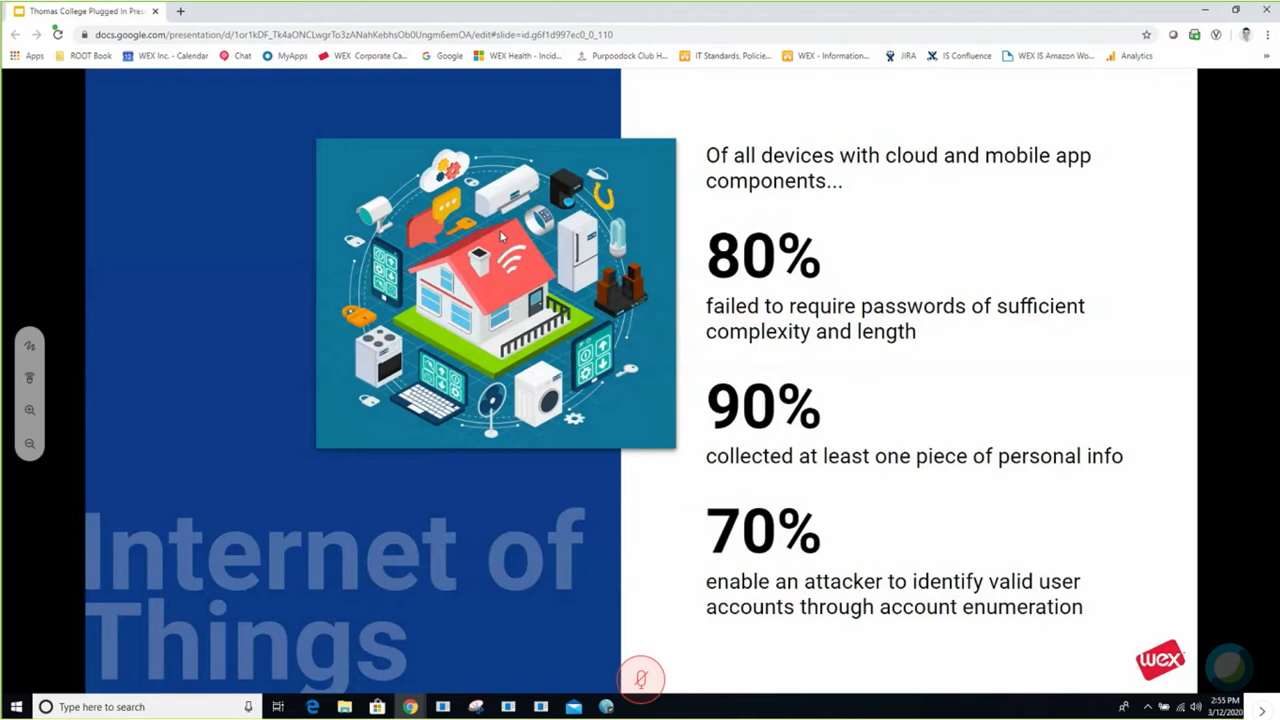 Thomas College Plugged In Prese
docs.google.com/presentation/d/1or1kDF_Tk4aONCLwgrTo3zANahKebhsOb0Ungm6emOA/edit#slide=id.g6f1d997ec0_0_110
Apps ROOT Book WEX Inc. - Calendar Chat MyApps WEX Corporate Ca... Google WEX Health - Incid... Purpoodock Club H... IT Standards, Policie... WEX - Information... JIRA IS Confluence WEX IS Amazon Wo... Analytics
Of all devices with cloud and mobile app
components...
80%
failed to require passwords of sufficient
complexity and length
90%
collected at least one piece of personal info
70%
enable an attacker to identify valid user
accounts through account enumeration
Internet of
Things
wex
Type here to search
2:55 PM
3/12/2020